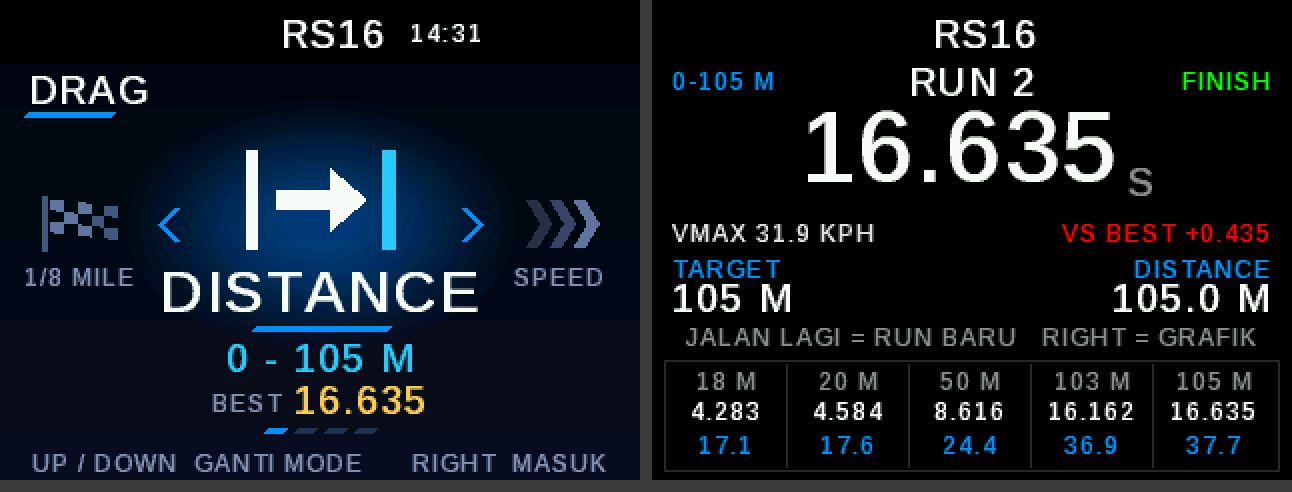 RS16 14:31
DRAG
1/8 MILE
SPEED
DISTANCE
0 - 105 M
BEST 16.635
UP / DOWN GANTI MODE RIGHT MASUK
RS16
0-105 M RUN 2 FINISH
16.635 S
VMAX 31.9 KPH VS BEST +0.435
TARGET DISTANCE
105 M 105.0 M
JALAN LAGI = RUN BARU RIGHT = GRAFIK
18 M 20 M 50 M 103 M 105 M
4.283 4.584 8.616 16.162 16.635
17.1 17.6 24.4 36.9 37.7